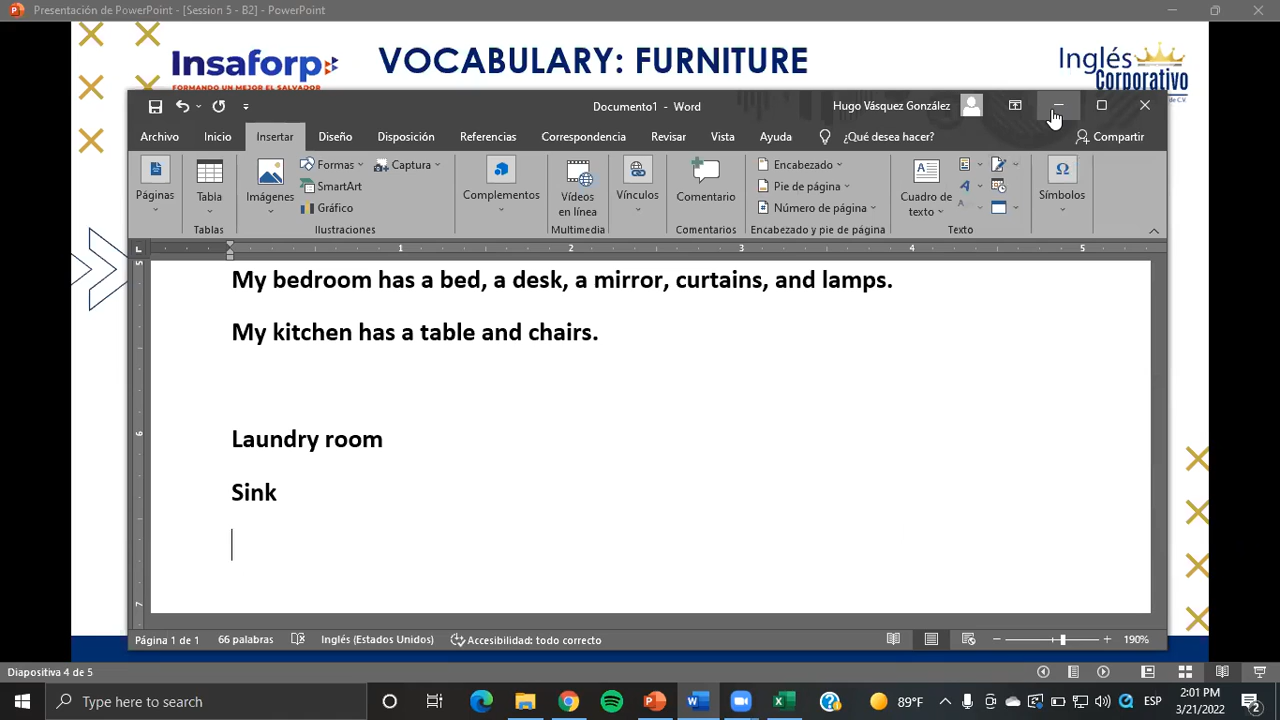 Presentación de PowerPoint - [Session 5 - B2] - PowerPoint
Insaforp
FORMANDO UN MEJOR EL SALVADOR
VOCABULARY: FURNITURE
Inglés
Corporativo
Documento1 - Word
Hugo Vásquez González
Archivo Inicio Insertar Diseño Disposición Referencias Correspondencia Revisar Vista Ayuda ¿Qué desea hacer? Compartir
Páginas
Tabla
Imágenes
Formas
SmartArt
Gráfico
Captura
Complementos
Vídeos
en línea
Vínculos
Comentario
Encabezado
Pie de página
Número de página
Cuadro de
texto
Símbolos
Tablas Ilustraciones Multimedia Comentarios Encabezado y pie de página Texto
1 2 3 4 5
My bedroom has a bed, a desk, a mirror, curtains, and lamps.
My kitchen has a table and chairs.
Laundry room
Sink
Página 1 de 1 66 palabras Inglés (Estados Unidos) Accesibilidad: todo correcto 190%
Diapositiva 4 de 5
Type here to search
89°F
ESP
2:01 PM
3/21/2022
2